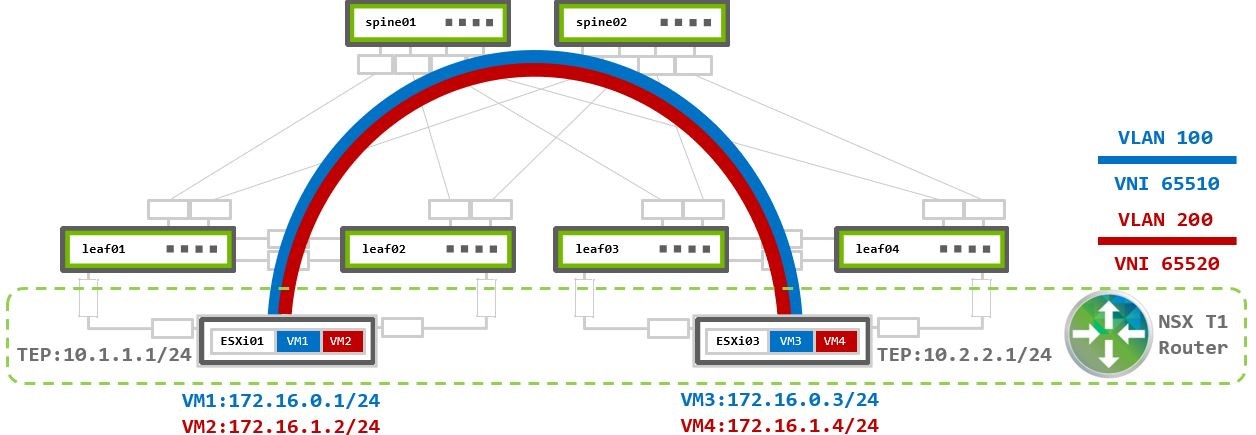 spine01
spine02
VLAN 100
VNI 65510
VLAN 200
VNI 65520
leaf01
leaf02
leaf03
leaf04
ESXi01 VM1 VM2
ESXi03 VM3 VM4
NSX T1
Router
TEP:10.1.1.1/24
TEP:10.2.2.1/24
VM1:172.16.0.1/24
VM2:172.16.1.2/24
VM3:172.16.0.3/24
VM4:172.16.1.4/24